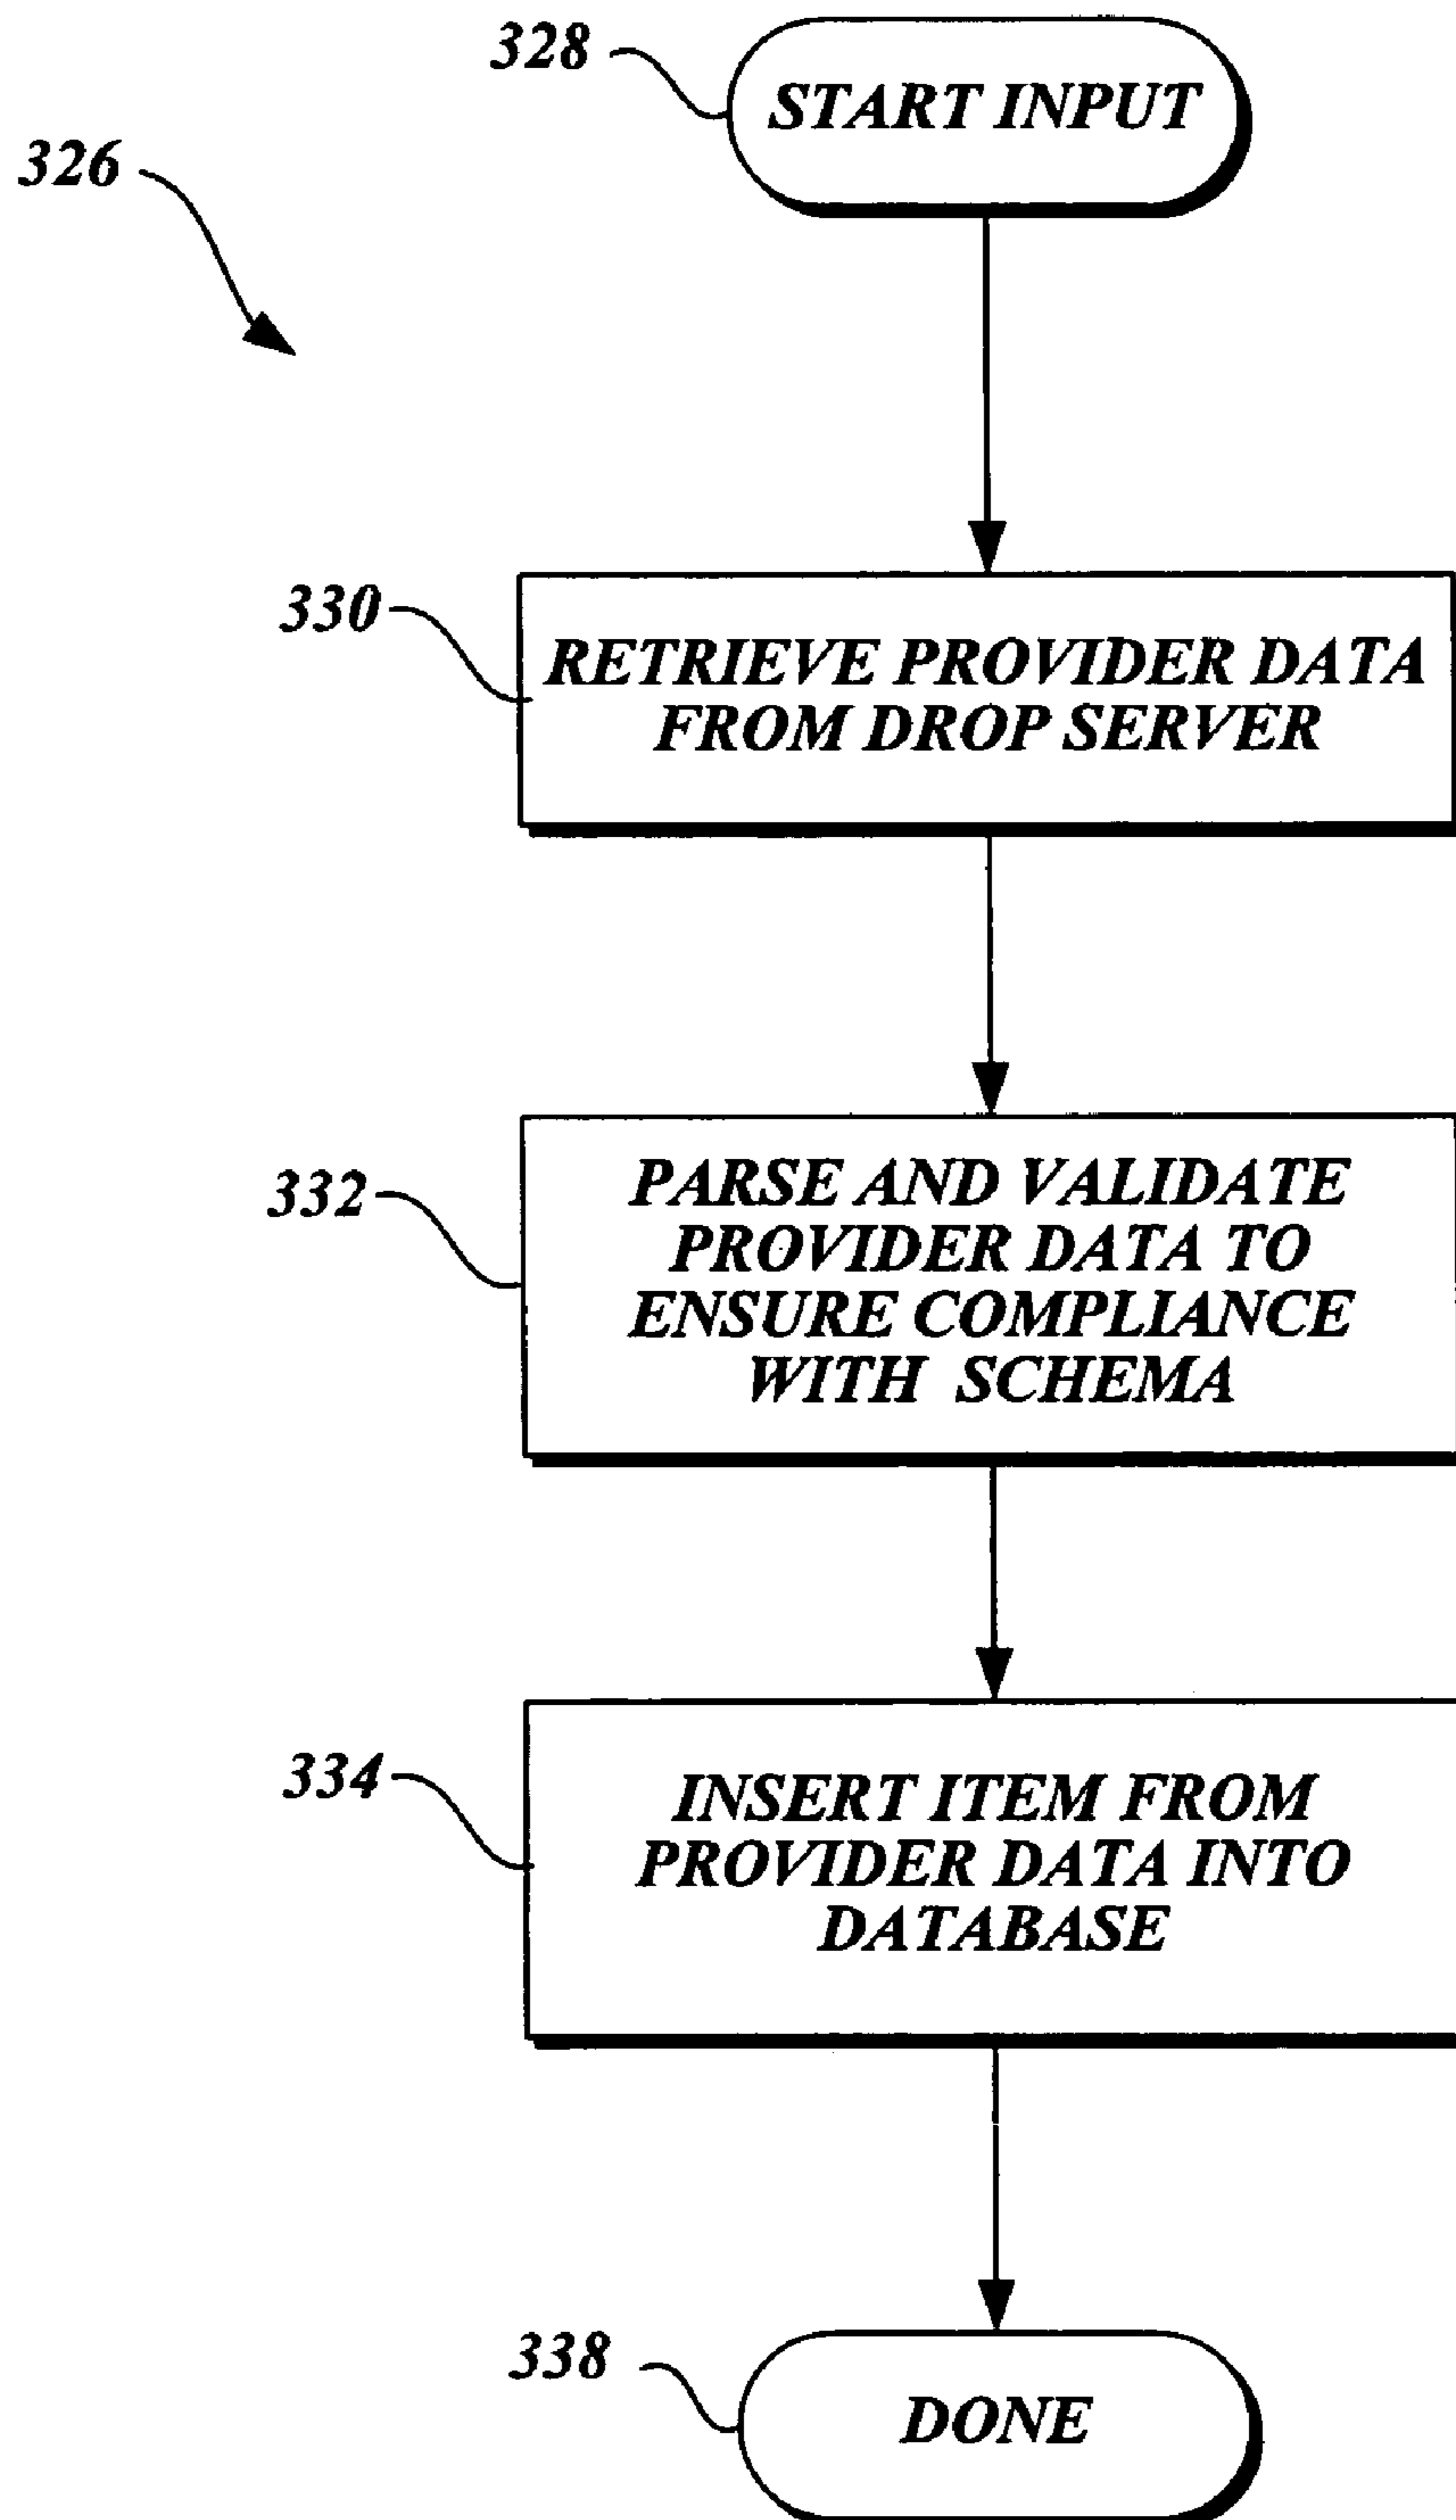 328
START INPUT
326
330
RETRIEVE PROVIDER DATA
FROM DROP SERVER
332
PARSE AND VALIDATE
PROVIDER DATA TO
ENSURE COMPLIANCE
WITH SCHEMA
334
INSERT ITEM FROM
PROVIDER DATA INTO
DATABASE
338
DONE